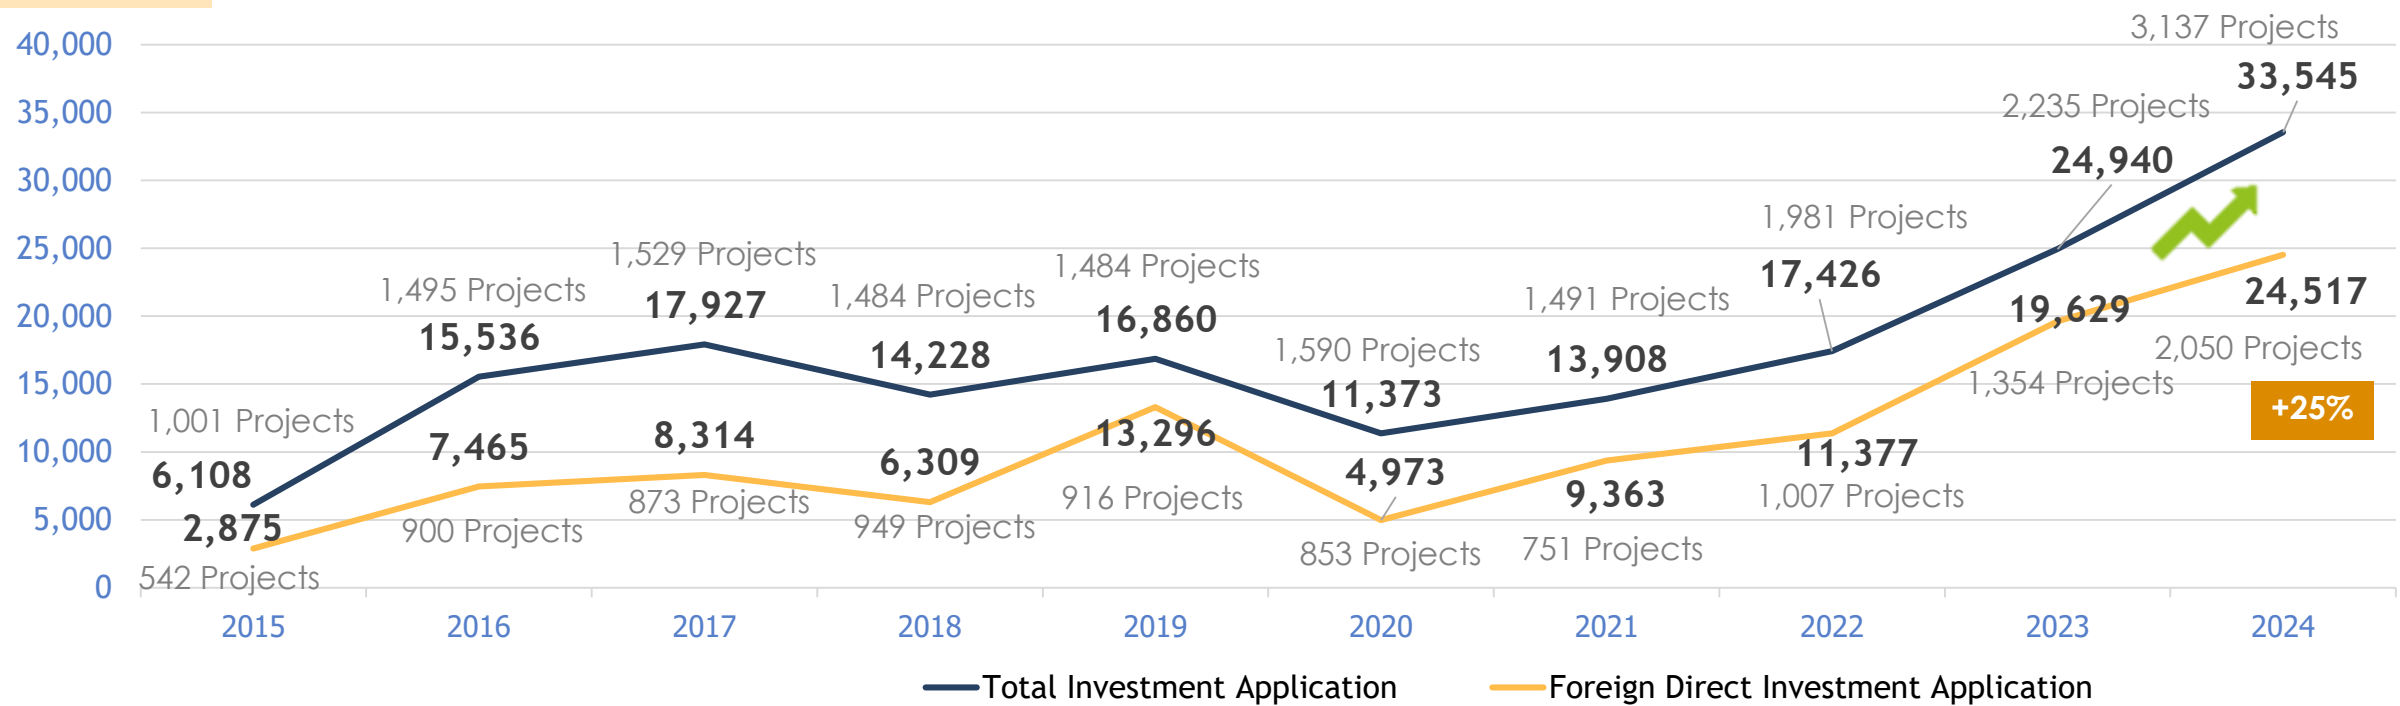 3,137 Projects
40,000
33,545
2,235 Projects
35,000
24,940
30,000
1,981 Projects
25,000
1,529 Projects
1,484 Projects
17,426
1,495 Projects
1,484 Projects
1,491 Projects
24,517
17,927
19,629
20,000
16,860
15,536
1,590 Projects
2,050 Projects
14,228
13,908
15,000
1,354 Projects
11,373
+25%
1,001 Projects
8,314
13,296
10,000
7,465
11,377
6,309
4,973
6,108
9,363
1,007 Projects
916 Projects
873 Projects
5,000
2,875
949 Projects
900 Projects
751 Projects
853 Projects
542 Projects
0
2015 2016 2017 2018 2019 2020 2021 2022 2023 2024
Total Investment Application Foreign Direct Investment Application